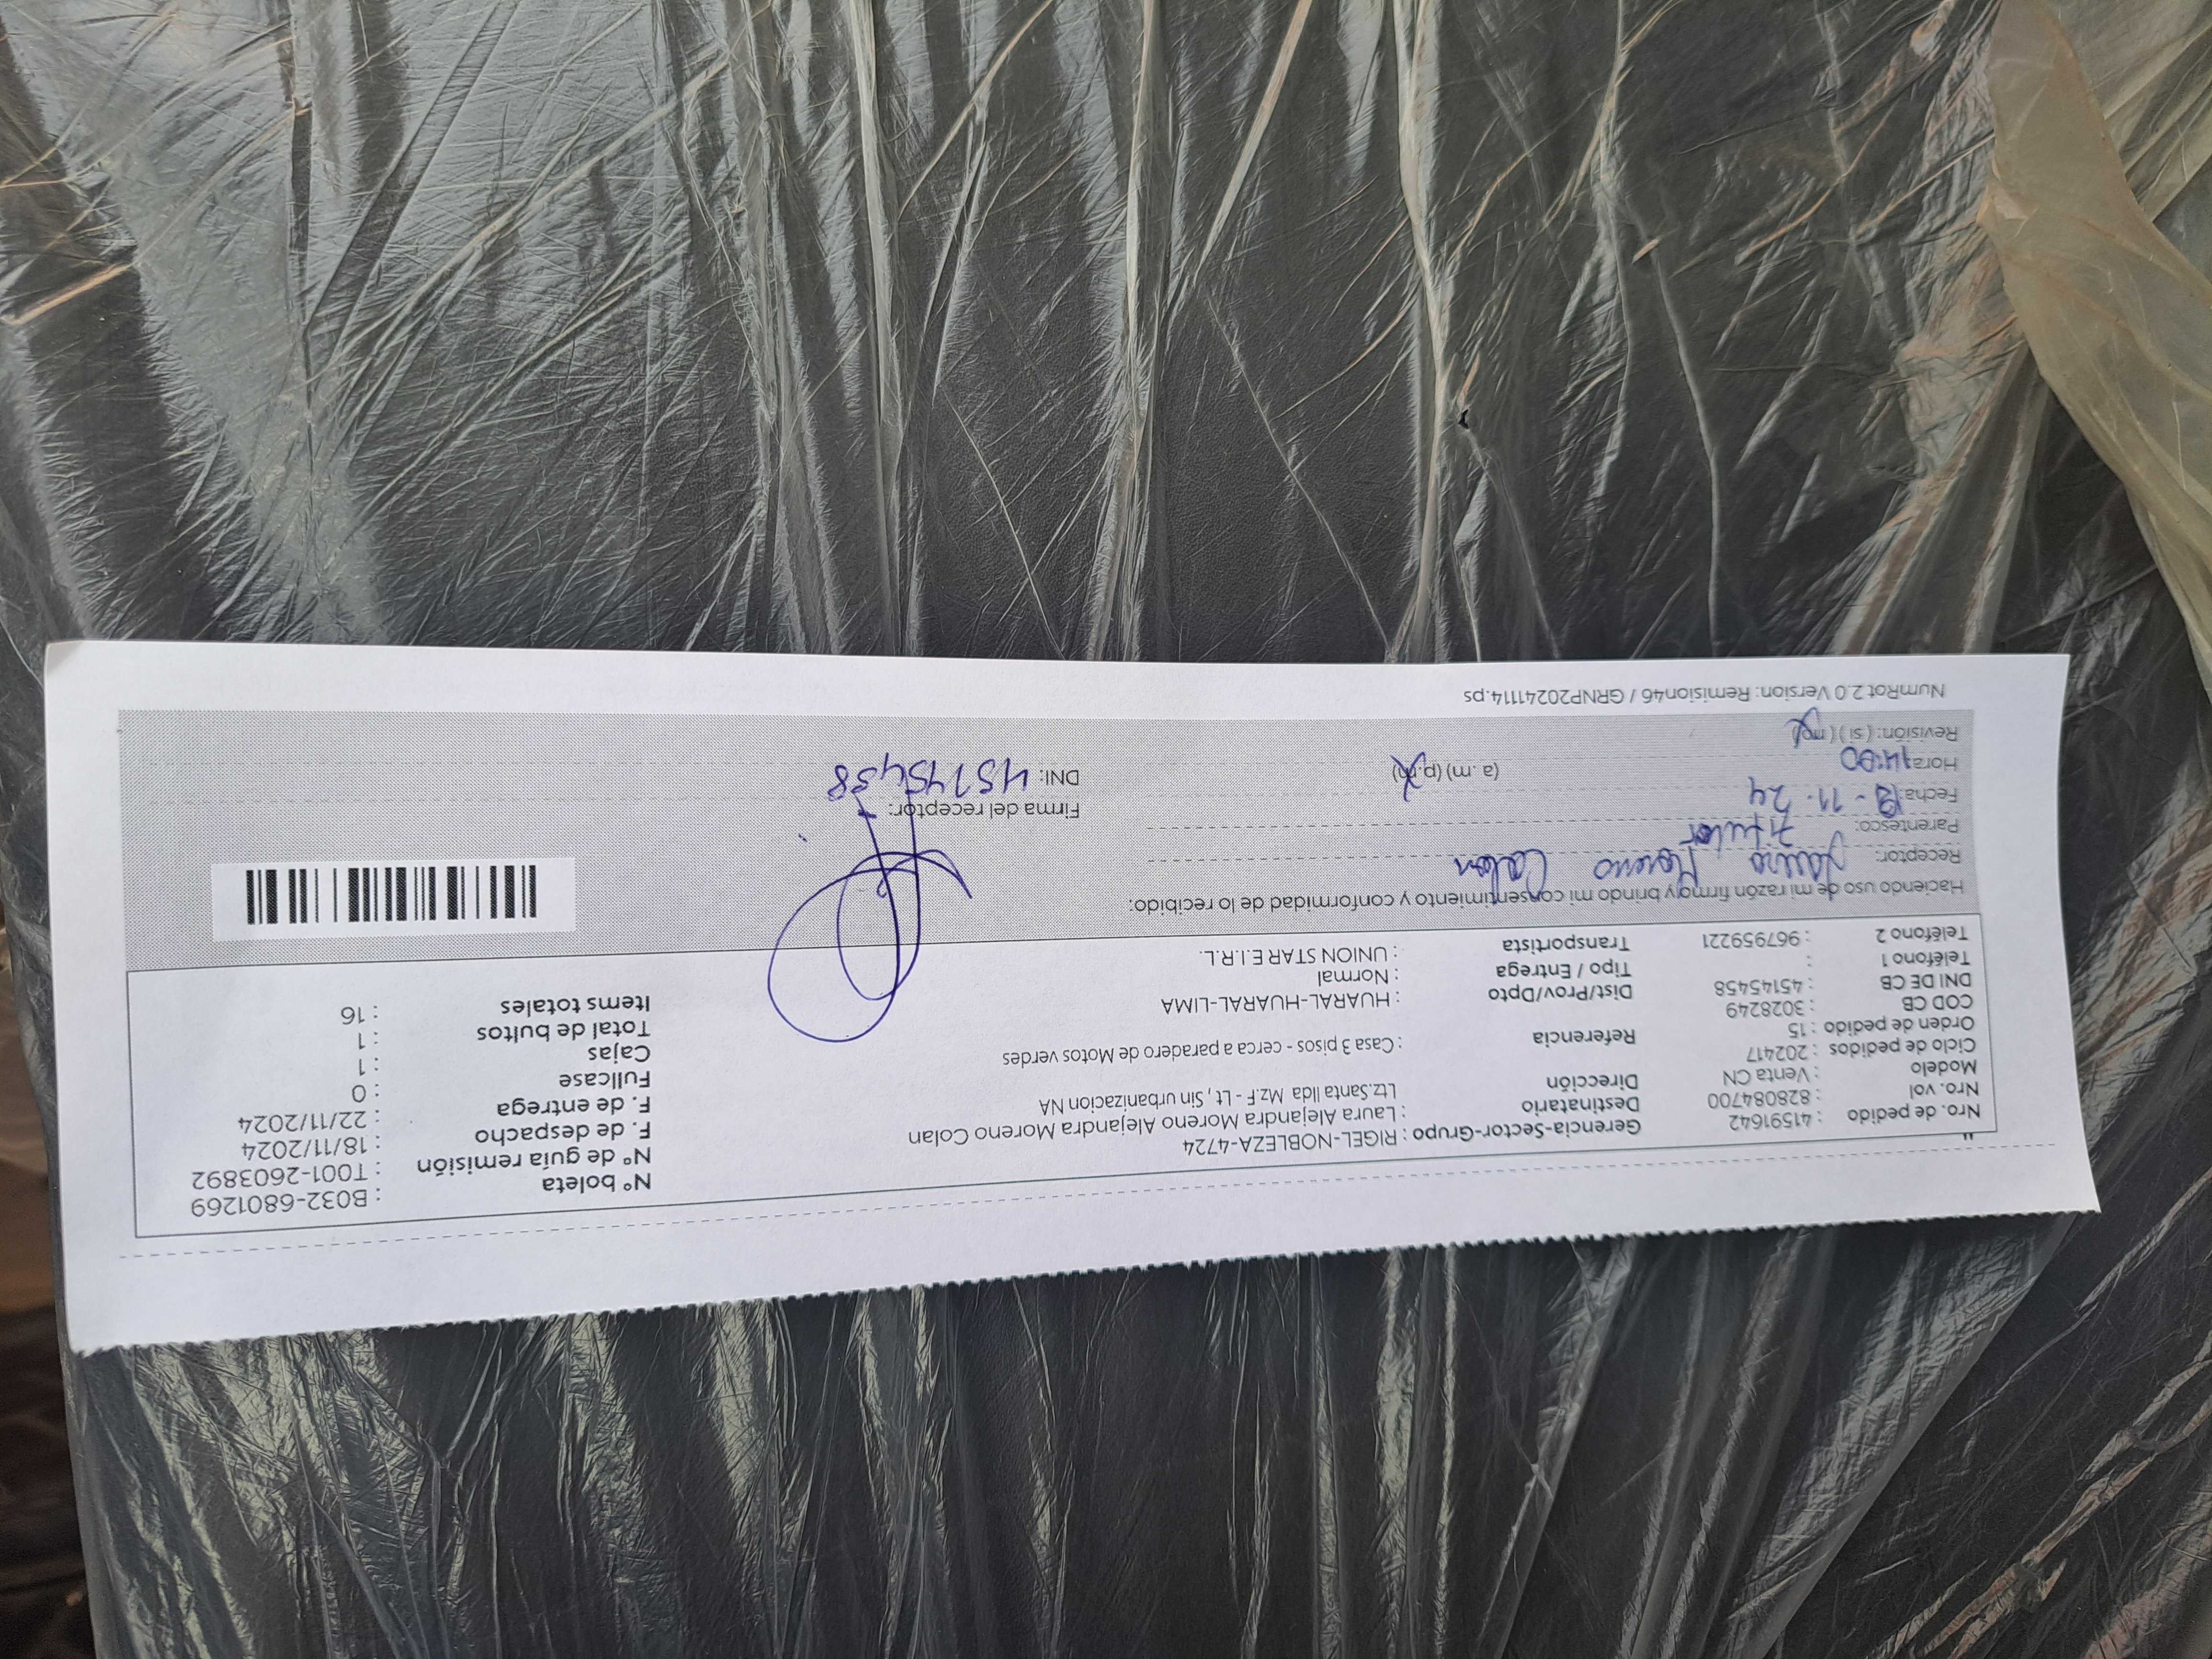 Nro. de pedido : 41591642
Nro. vol : 828084700
Modelo : Venta CN
Ciclo de pedidos : 202417
Orden de pedido : 15
COD CB : 3028249
DNI DE CB : 45145458
Teléfono 1 :
Teléfono 2 : 967959221
Gerencia-Sector-Grupo : RIGEL-NOBLEZA-4724
Destinatario : Laura Alejandra Moreno Alejandra Moreno Colan
Dirección Ltz.Santa Ilda Mz.F - Lt , Sin urbanizacion NA
Referencia : Casa 3 pisos - cerca a paradero de Motos verdes
Dist/Prov/Dpto : HUARAL-HUARAL-LIMA
Tipo / Entrega : Normal
Transportista : UNION STAR E.I.R.L.
N° boleta : B032-6801269
N° de guía remisión : T001-2603892
F. de despacho : 18/11/2024
F. de entrega : 22/11/2024
Fullcase : 0
Cajas : 1
Total de bultos : 1
Items totales : 16
Haciendo uso de mi razón firmo y brindo mi consentimiento y conformidad de lo recibido:
Receptor: Laura Moreno Colan
Parentesco: Titular
Fecha: - 11 - 24
Hora: 14:00 (a. m) (p.m)
Revisión: ( si ) ( no)
Firma del receptor:
DNI:
NumRot 2.0 Version: Remision46 / GRNP20241114.ps